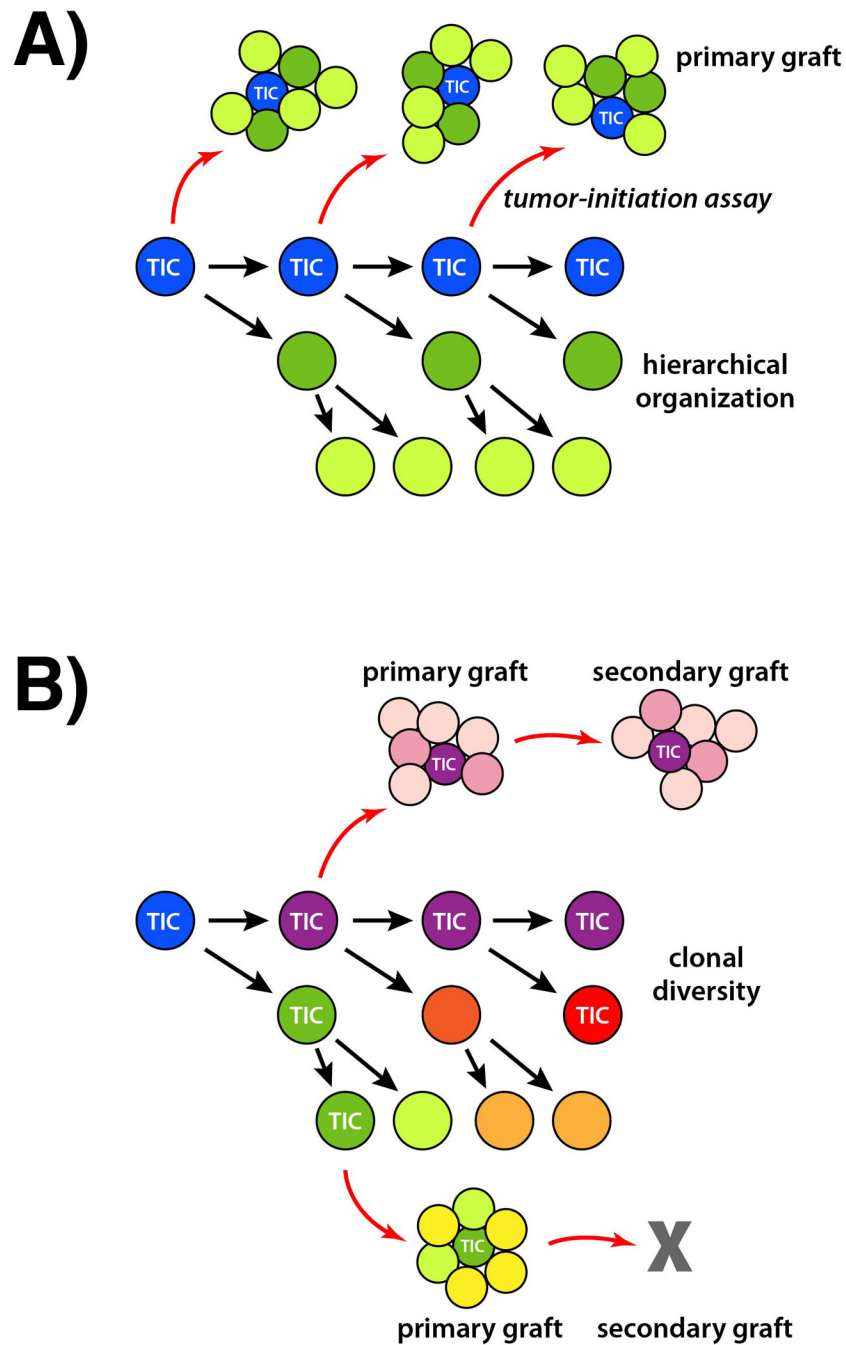 A)
primary graft
TIC
TIC
TIC
tumor-initiation assay
TIC
TIC
TIC
TIC
hierarchical
organization
B)
primary graft
secondary graft
TIC
TIC
TIC
TIC
TIC
TIC
clonal
diversity
TIC
TIC
TIC
TIC
X
primary graft
secondary graft